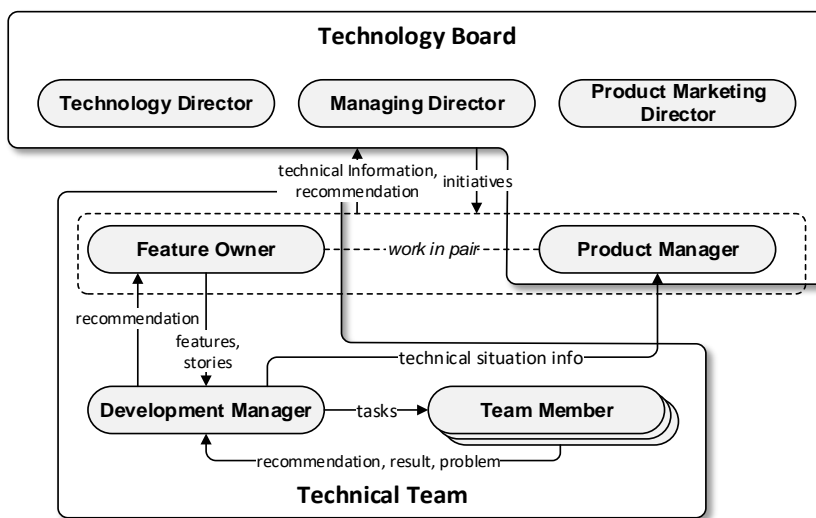 Technology Board
Technology Director
Managing Director
Product Marketing
Director
technical Information,
recommendation
initiatives
Feature Owner
work in pair
Product Manager
recommendation
features,
stories
technical situation info
Development Manager
tasks
Team Member
recommendation, result, problem
Technical Team